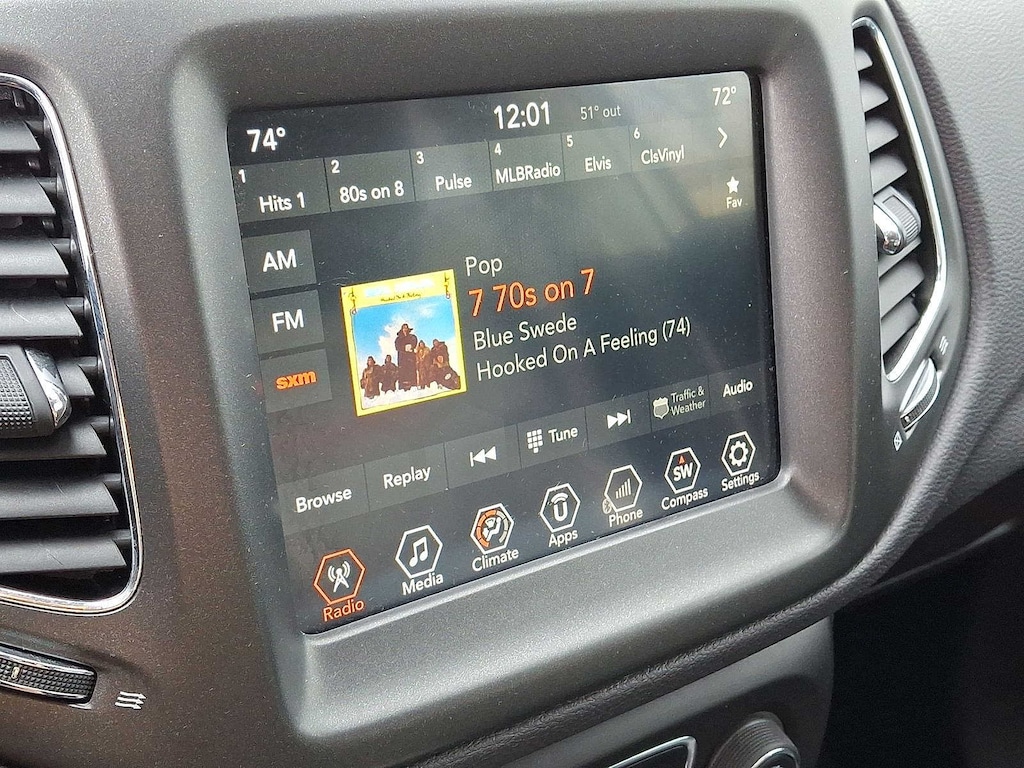 74°
12:01
51° out
72°
1 Hits 1
2 80s on 8
3 Pulse
4 MLBRadio
5 Elvis
6 ClsVinyl
Fav
AM
FM
sxm
Pop
7 70s on 7
Blue Swede
Hooked On A Feeling (74)
Browse
Replay
Tune
Traffic &
Weather
Audio
Radio
Media
Climate
U
Apps
Phone
SW
Compass
Settings